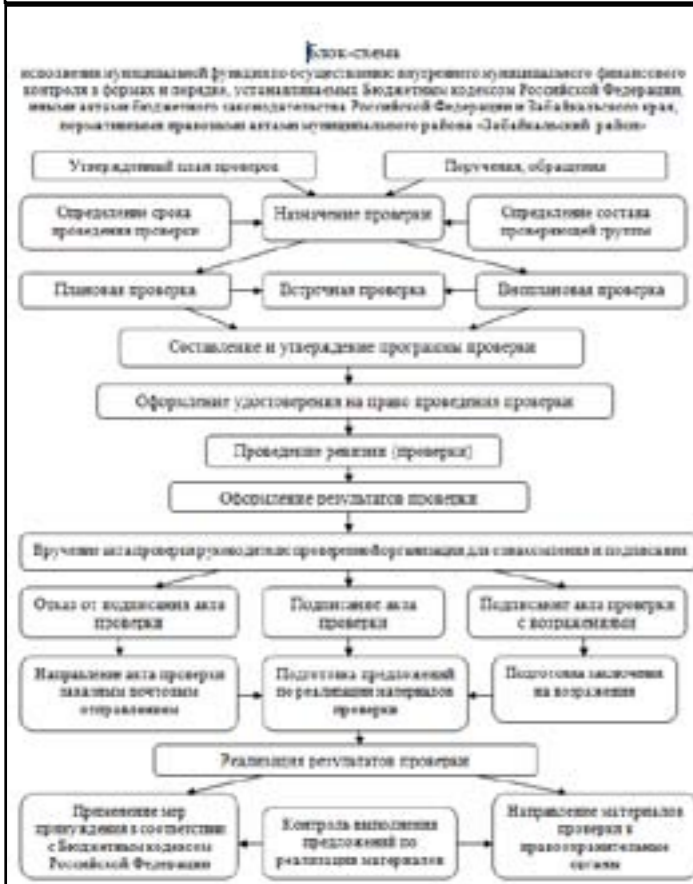 Блок-схема
исполнения муниципальной функции по осуществлению внутреннего муниципального финансового
контроля в формах и порядке, устанавливаемых Бюджетным кодексом Российской Федерации,
иными актами бюджетного законодательства Российской Федерации и Забайкальского края,
нормативными правовыми актами муниципального района «Забайкальский район»
Утвержденный план проверок
Поручения, обращения
Определение срока
проведения проверки
Назначение проверки
Определение состава
проверяющей группы
Плановая проверка
Встречная проверка
Внеплановая проверка
Составление и утверждение программы проверки
Оформление удостоверения на право проведения проверки
Проведение ревизии (проверки)
Оформление результатов проверки
Вручение акта проверки руководителю проверенной организации для ознакомления и подписания
Отказ от подписания акта
проверки
Подписание акта
проверки
Подписание акта проверки
с возражениями
Направление акта проверки
заказным почтовым
отправлением
Подготовка предложений
по реализации материалов
проверки
Подготовка заключения
на возражения
Реализация результатов проверки
Применение мер
принуждения в соответствии
с Бюджетным кодексом
Российской Федерации
Контроль выполнения
предложений по
реализации материалов
Направление материалов
проверки в
правоохранительные
органы